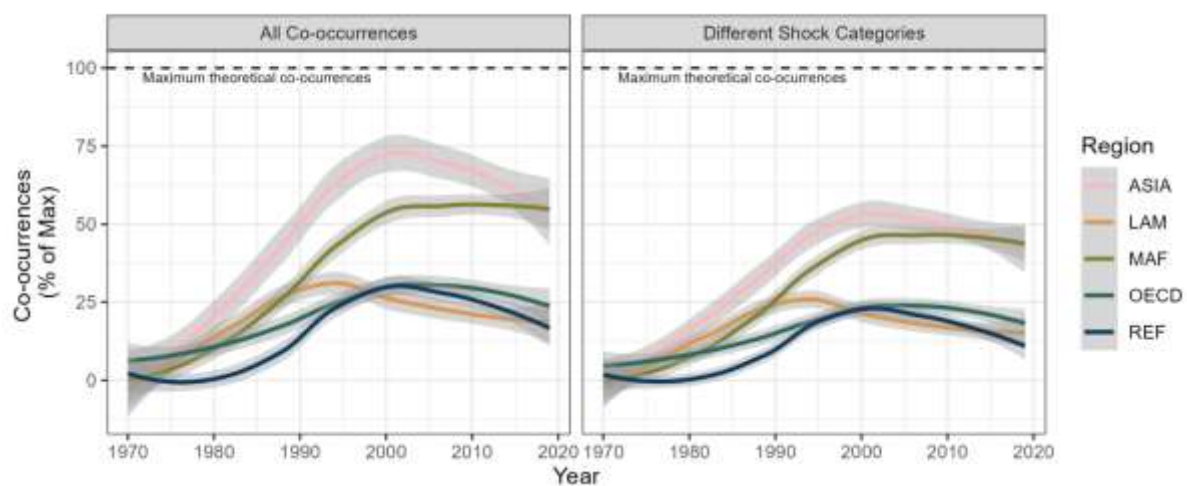 All Co-occurrences
Different Shock Categories
100
Maximum theoretical co-ocurrences
Maximum theoretical co-ocurrences
75
50
25
0
Co-ocurrences
(% of Max)
1970 1980 1990 2000 2010 2020
1970 1980 1990 2000 2010 2020
Year
Region
ASIA
LAM
MAF
OECD
REF